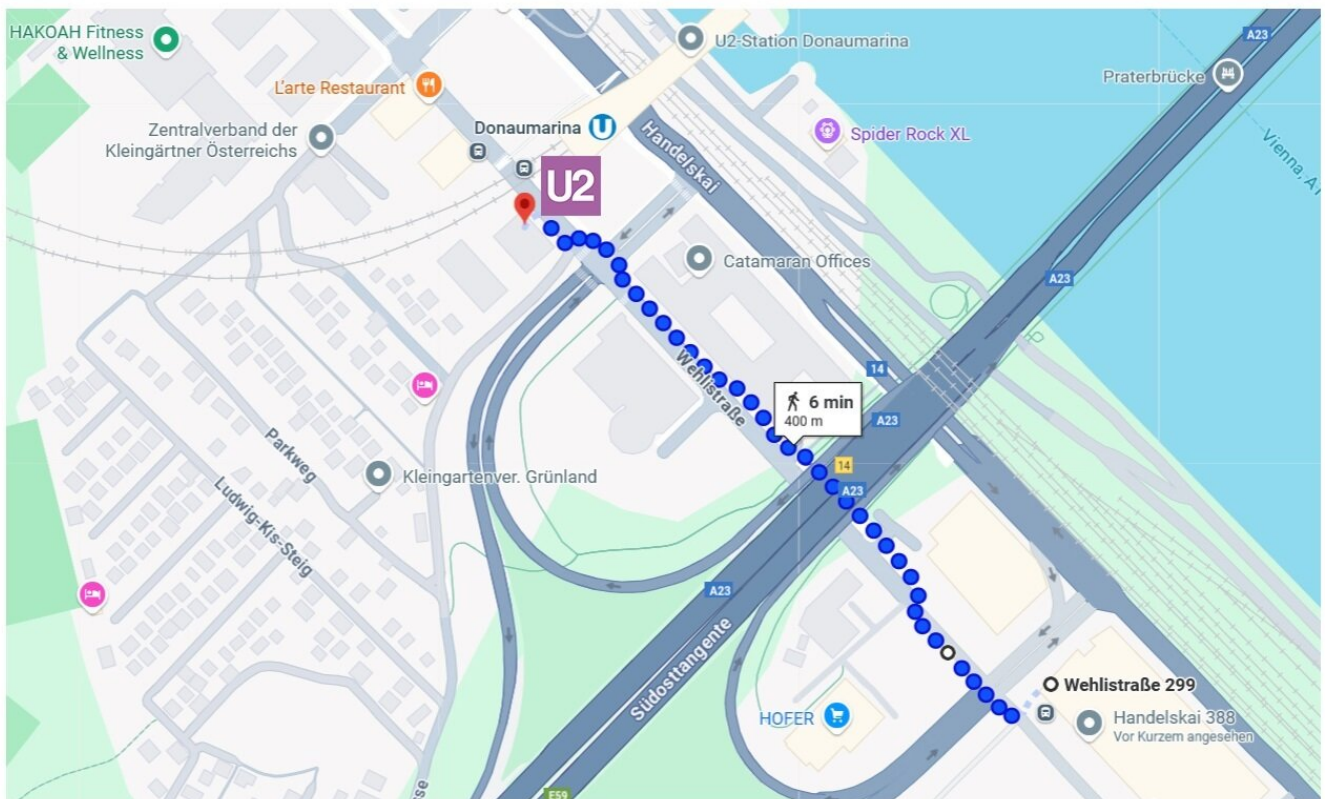 HAKOAH Fitness
& Wellness
U2-Station Donaumarina
A23
Praterbrücke
L'arte Restaurant
Zentralverband der
Kleingärtner Österreichs
Donaumarina
U
Handelskai
Spider Rock XL
Vienna, A
U2
Catamaran Offices
A23
14
Wehlistraße
6 min
400 m
A23
14
A23
Parkweg
Kleingartenver. Grünland
Ludwig-Kis-Steig
A23
Südosttangente
Wehlistraße 299
HOFER
Handelskai 388
Vor Kurzem angesehen
E59